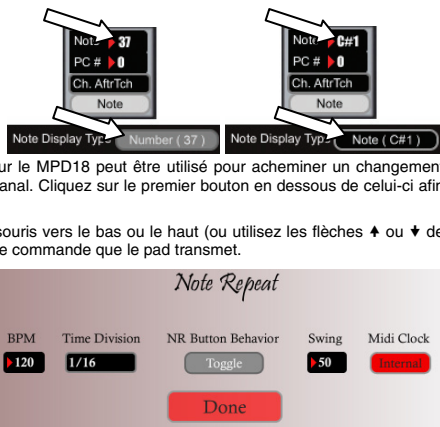 Note 37 Note C#1
PC # 0 PC # 0
Ch. AftrTch Ch. AftrTch
Note Note
Note Display Type Number ( 37 ) Note Display Type Note ( C#1 )
ur le MPD18 peut être utilisé pour acheminer un changement
anal. Cliquez sur le premier bouton en dessous de celui-ci afin
souris vers le bas ou le haut (ou utilisez les flèches ↑ ou ↓ de
e commande que le pad transmet.
Note Repeat
BPM Time Division NR Button Behavior Swing Midi Clock
120 1/16 Toggle 50 Internal
Done